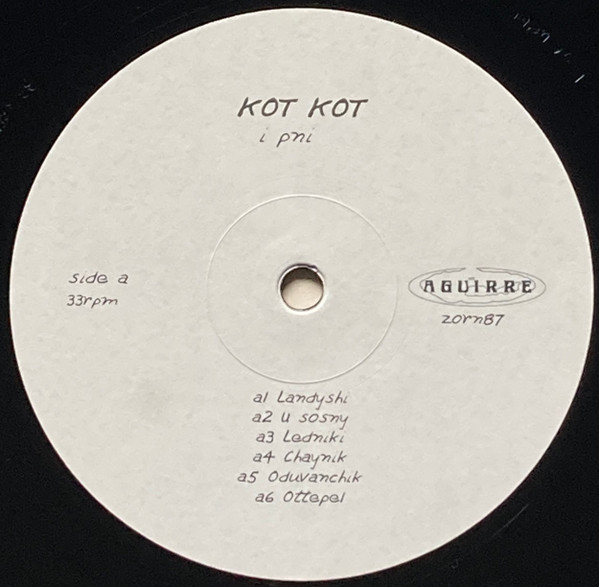 KOT KOT
i pni
side a
33rpm
AGUIRRE
zorn87
a1 Landyshi
a2 U sosny
a3 Ledniki
a4 Chaynik
a5 Oduvanchik
a6 Ottepel